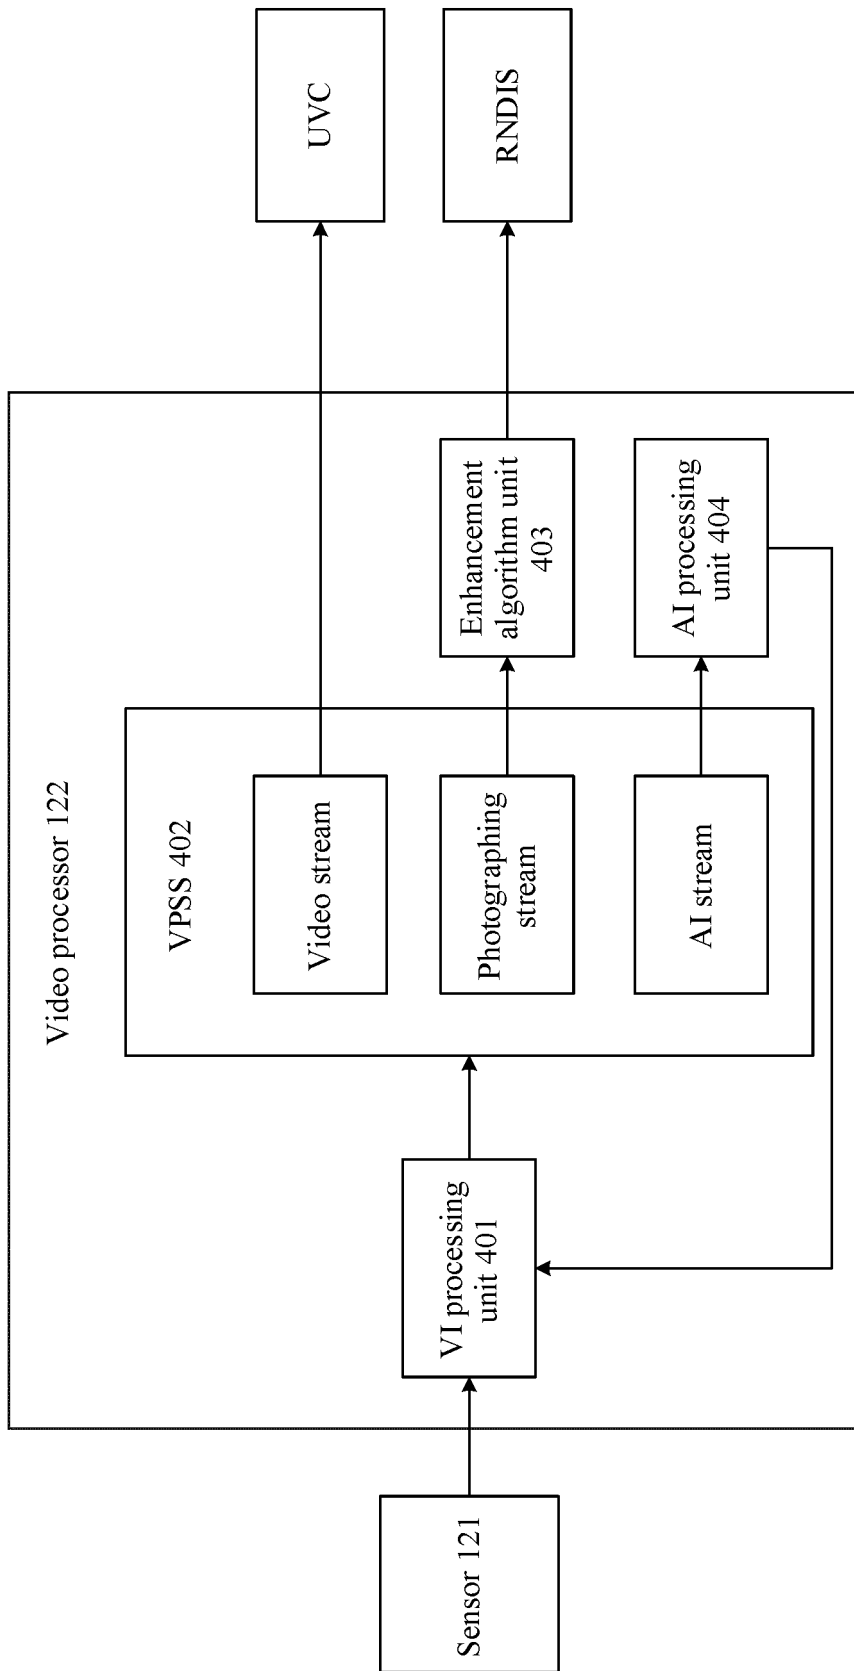 Video processor 122
Sensor 121
VI processing
unit 401
VPSS 402
Video stream
Photographing
stream
AI stream
Enhancement
algorithm unit
403
AI processing
unit 404
UVC
RNDIS